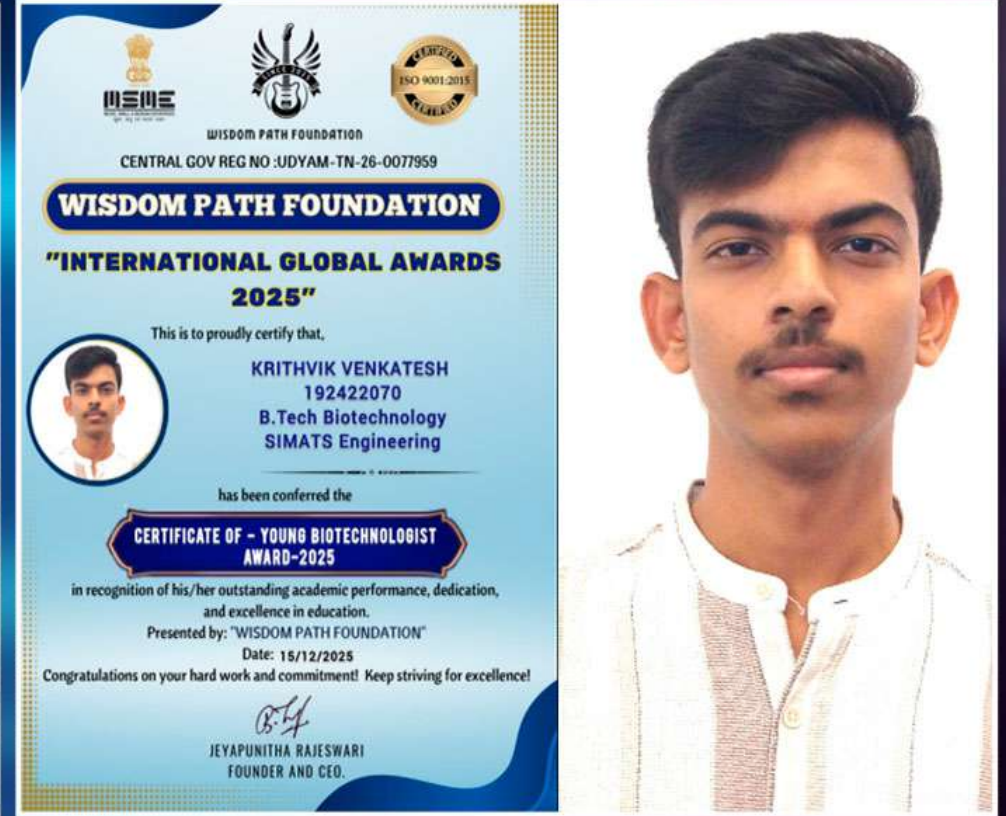 MSME
SINCE 2021
CERTIFIED
ISO 9001:2015
CERTIFIED
WISDOM PATH FOUNDATION
CENTRAL GOV REG NO :UDYAM-TN-26-0077959
WISDOM PATH FOUNDATION
"INTERNATIONAL GLOBAL AWARDS
2025"
This is to proudly certify that,
KRITHVIK VENKATESH
192422070
B.Tech Biotechnology
SIMATS Engineering
has been conferred the
CERTIFICATE OF - YOUNG BIOTECHNOLOGIST
AWARD-2025
in recognition of his/her outstanding academic performance, dedication,
and excellence in education.
Presented by: "WISDOM PATH FOUNDATION"
Date: 15/12/2025
Congratulations on your hard work and commitment! Keep striving for excellence!
JEYAPUNITHA RAJESWARI
FOUNDER AND CEO.